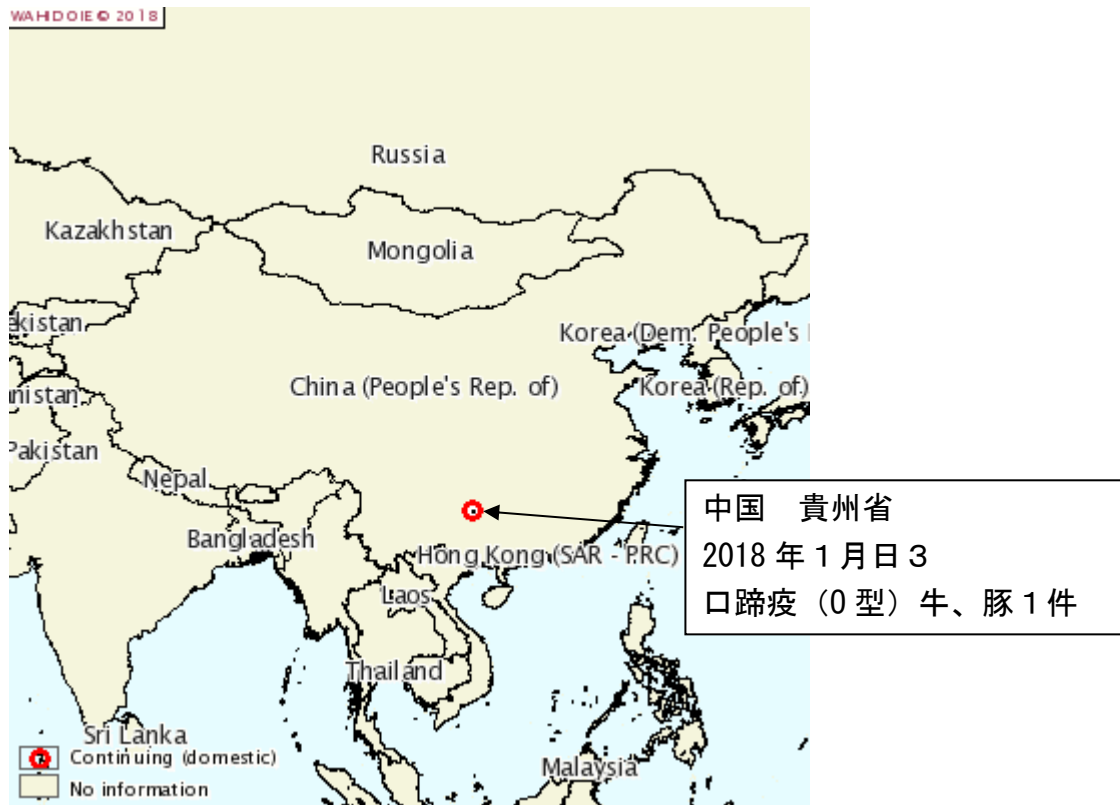 WAHIDOIE © 2018
Russia
Kazakhstan
Mongolia
ekistan
Korea (Dem. People's
China (People's Rep. of)
Korea (Rep. of)
nistan
Pakistan
Nepal
Bangladesh
Hong Kong (SAR - PRC)
Laos
Thailand
Sri Lanka
Malaysia
Continuing (domestic)
No information
中国　貴州省
2018 年 1 月日 3
口蹄疫（O 型）牛、豚 1 件